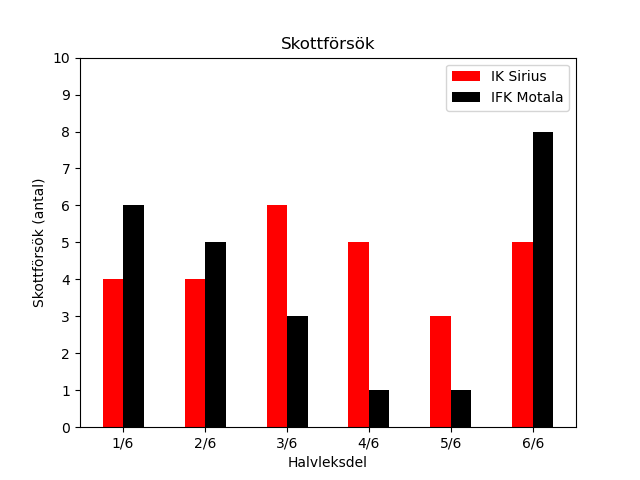 Skottförsök
IK Sirius
IFK Motala
Skottförsök (antal)
10
9
8
7
6
5
4
3
2
1
0
1/6 2/6 3/6 4/6 5/6 6/6
Halvleksdel